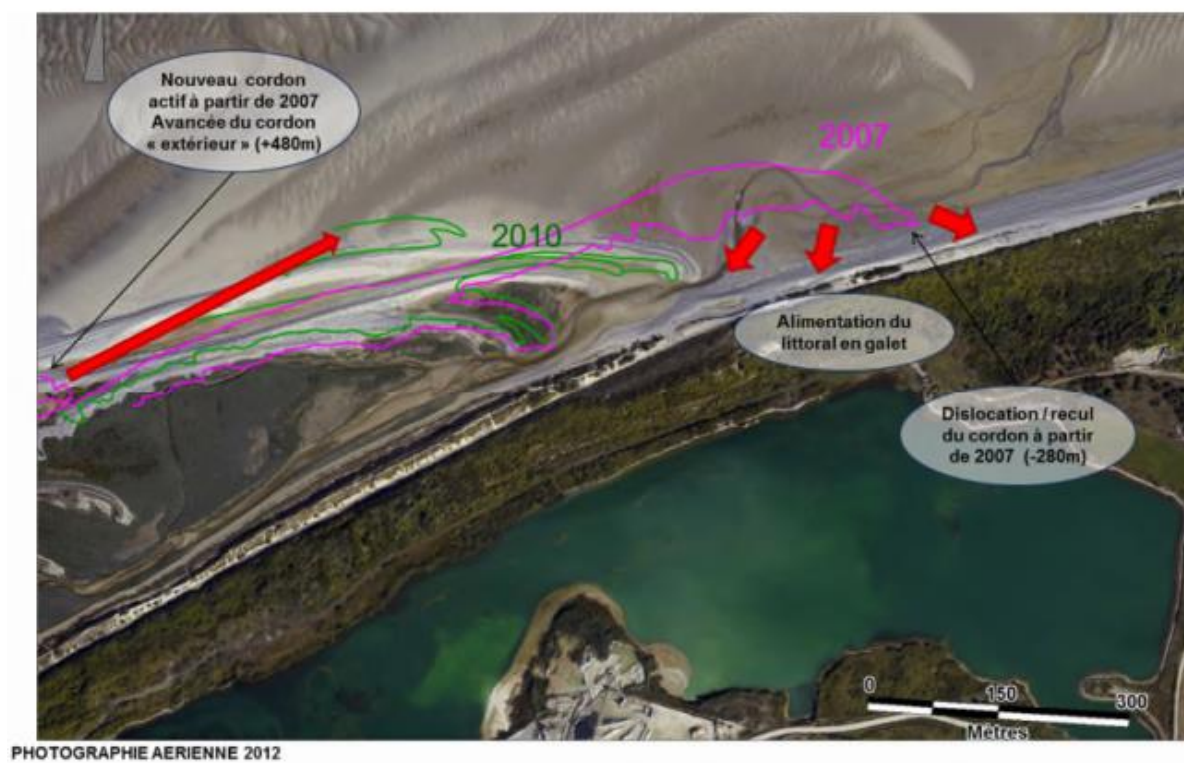 Nouveau cordon
actif à partir de 2007
Avancée du cordon
« extérieur » (+480m)
2007
2010
Alimentation du
littoral en galet
Dislocation / recul
du cordon à partir
de 2007 (-280m)
0 150 300
Mètres
PHOTOGRAPHIE AERIENNE 2012